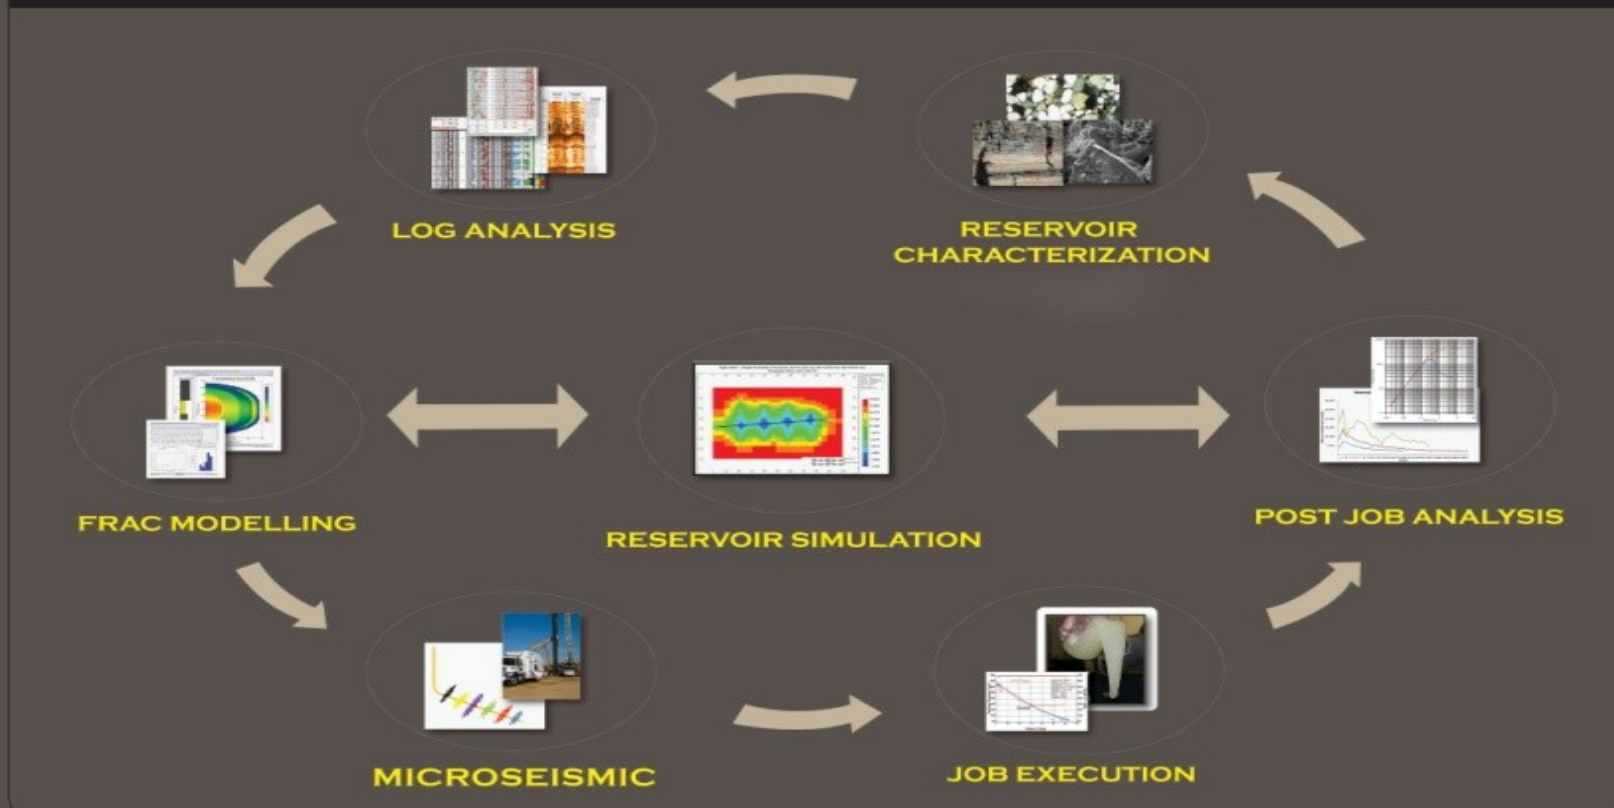 LOG ANALYSIS
RESERVOIR
CHARACTERIZATION
FRAC MODELLING
RESERVOIR SIMULATION
POST JOB ANALYSIS
MICROSEISMIC
JOB EXECUTION